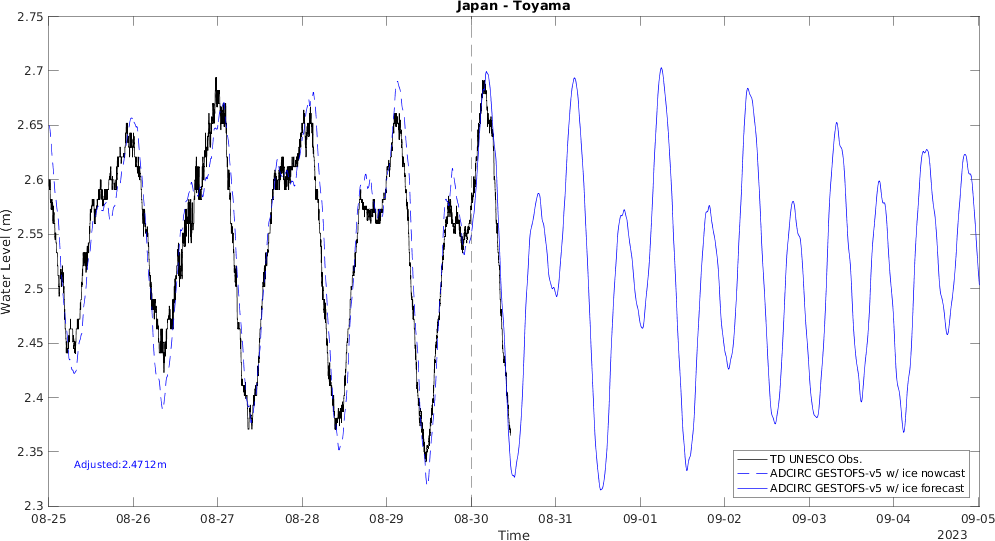 Japan - Toyama
2.75
2.7
2.65
2.6
2.55
2.5
2.45
2.4
2.35
2.3
Water Level (m)
Adjusted:2.4712m
TD UNESCO Obs.
ADCIRC GESTOFS-v5 w/ ice nowcast
ADCIRC GESTOFS-v5 w/ ice forecast
08-25 08-26 08-27 08-28 08-29 08-30 08-31 09-01 09-02 09-03 09-04 09-05
Time
2023